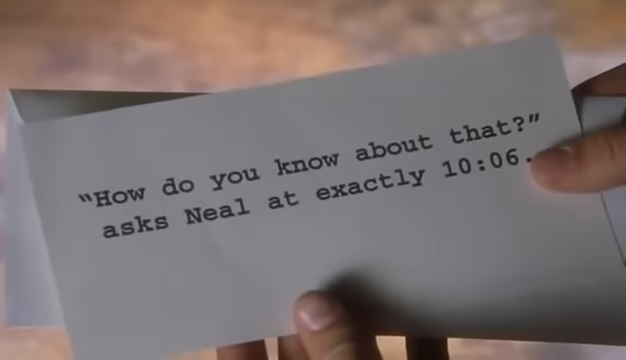 “How do you know about that?”
asks Neal at exactly 10:06.